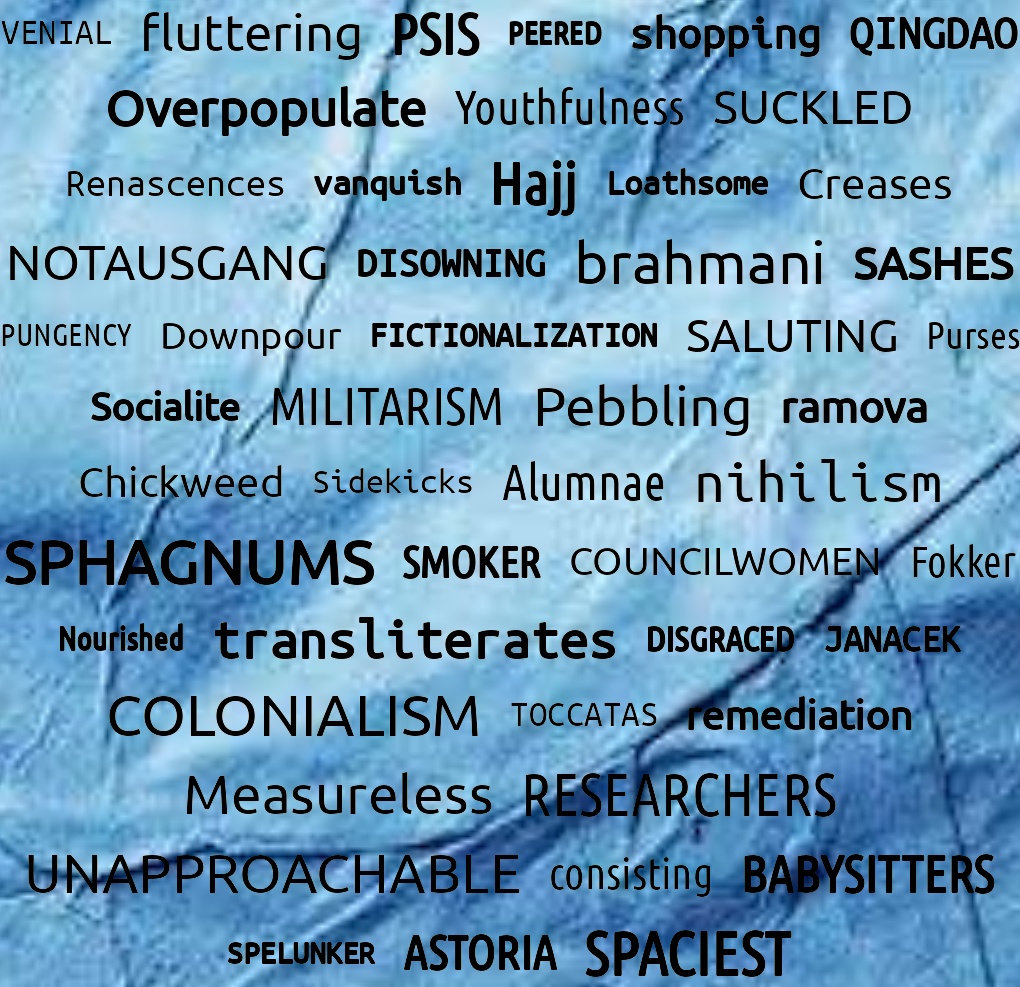 VENIAL fluttering PSIS PEERED shopping QINGDAO
Overpopulate Youthfulness SUCKLED
Renascences vanquish Hajj Loathsome Creases
NOTAUSGANG DISOWNING brahmani SASHES
PUNGENCY Downpour FICTIONALIZATION SALUTING Purses
Socialite MILITARISM Pebbling ramova
Chickweed Sidekicks Alumnae nihilism
SPHAGNUMS SMOKER COUNCILWOMEN Fokker
Nourished transliterates DISGRACED JANACEK
COLONIALISM TOCCATAS remediation
Measureless RESEARCHERS
UNAPPROACHABLE consisting BABYSITTERS
SPELUNKER ASTORIA SPACIEST